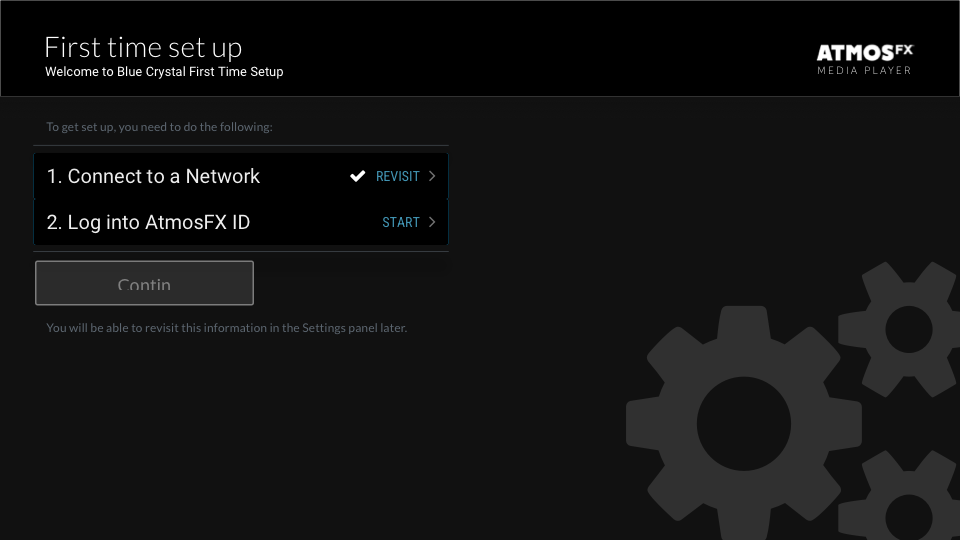 First time set up
Welcome to Blue Crystal First Time Setup
ATMOSFX
MEDIA PLAYER
To get set up, you need to do the following:
1. Connect to a Network REVISIT
2. Log into AtmosFX ID START
Contin
You will be able to revisit this information in the Settings panel later.